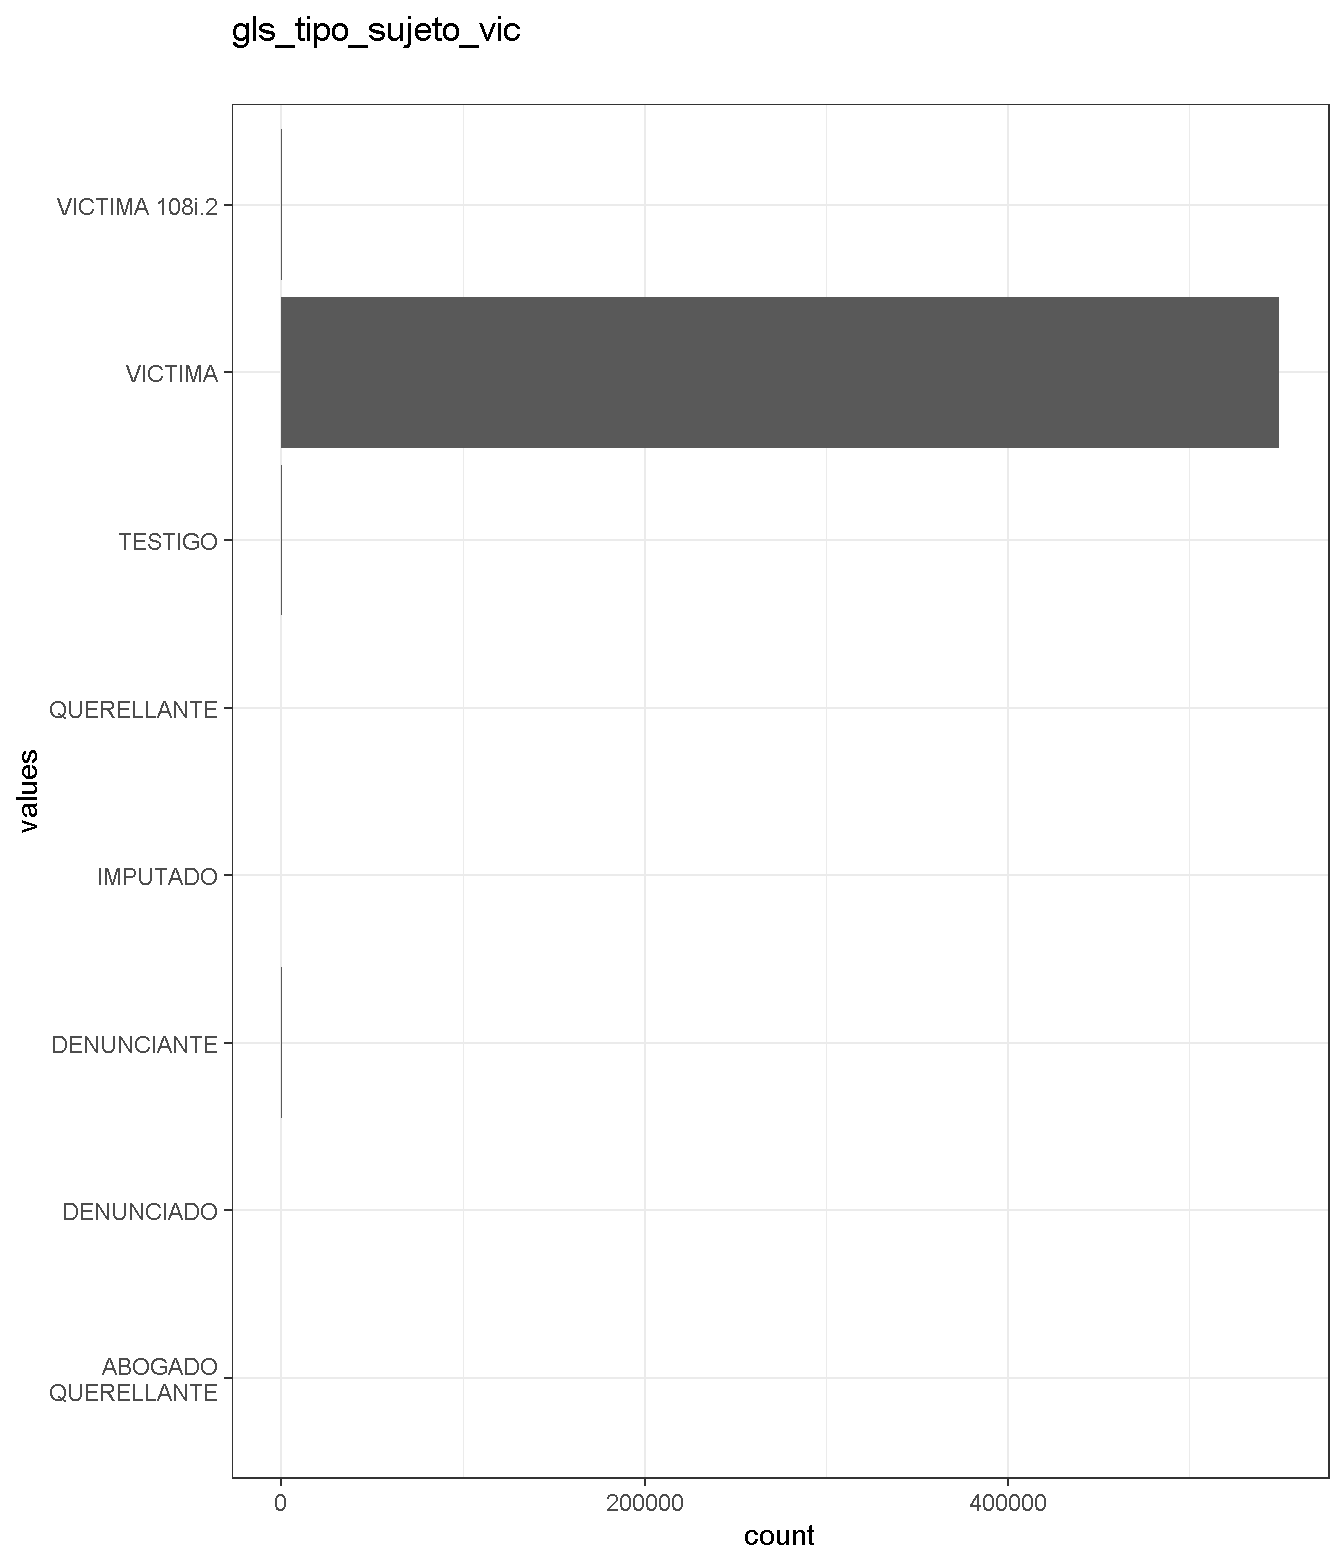 gls_tipo_sujeto_vic
VICTIMA 108i.2
VICTIMA
TESTIGO
QUERELLANTE
values
IMPUTADO
DENUNCIANTE
DENUNCIADO
ABOGADO
QUERELLANTE
0 200000 400000
count